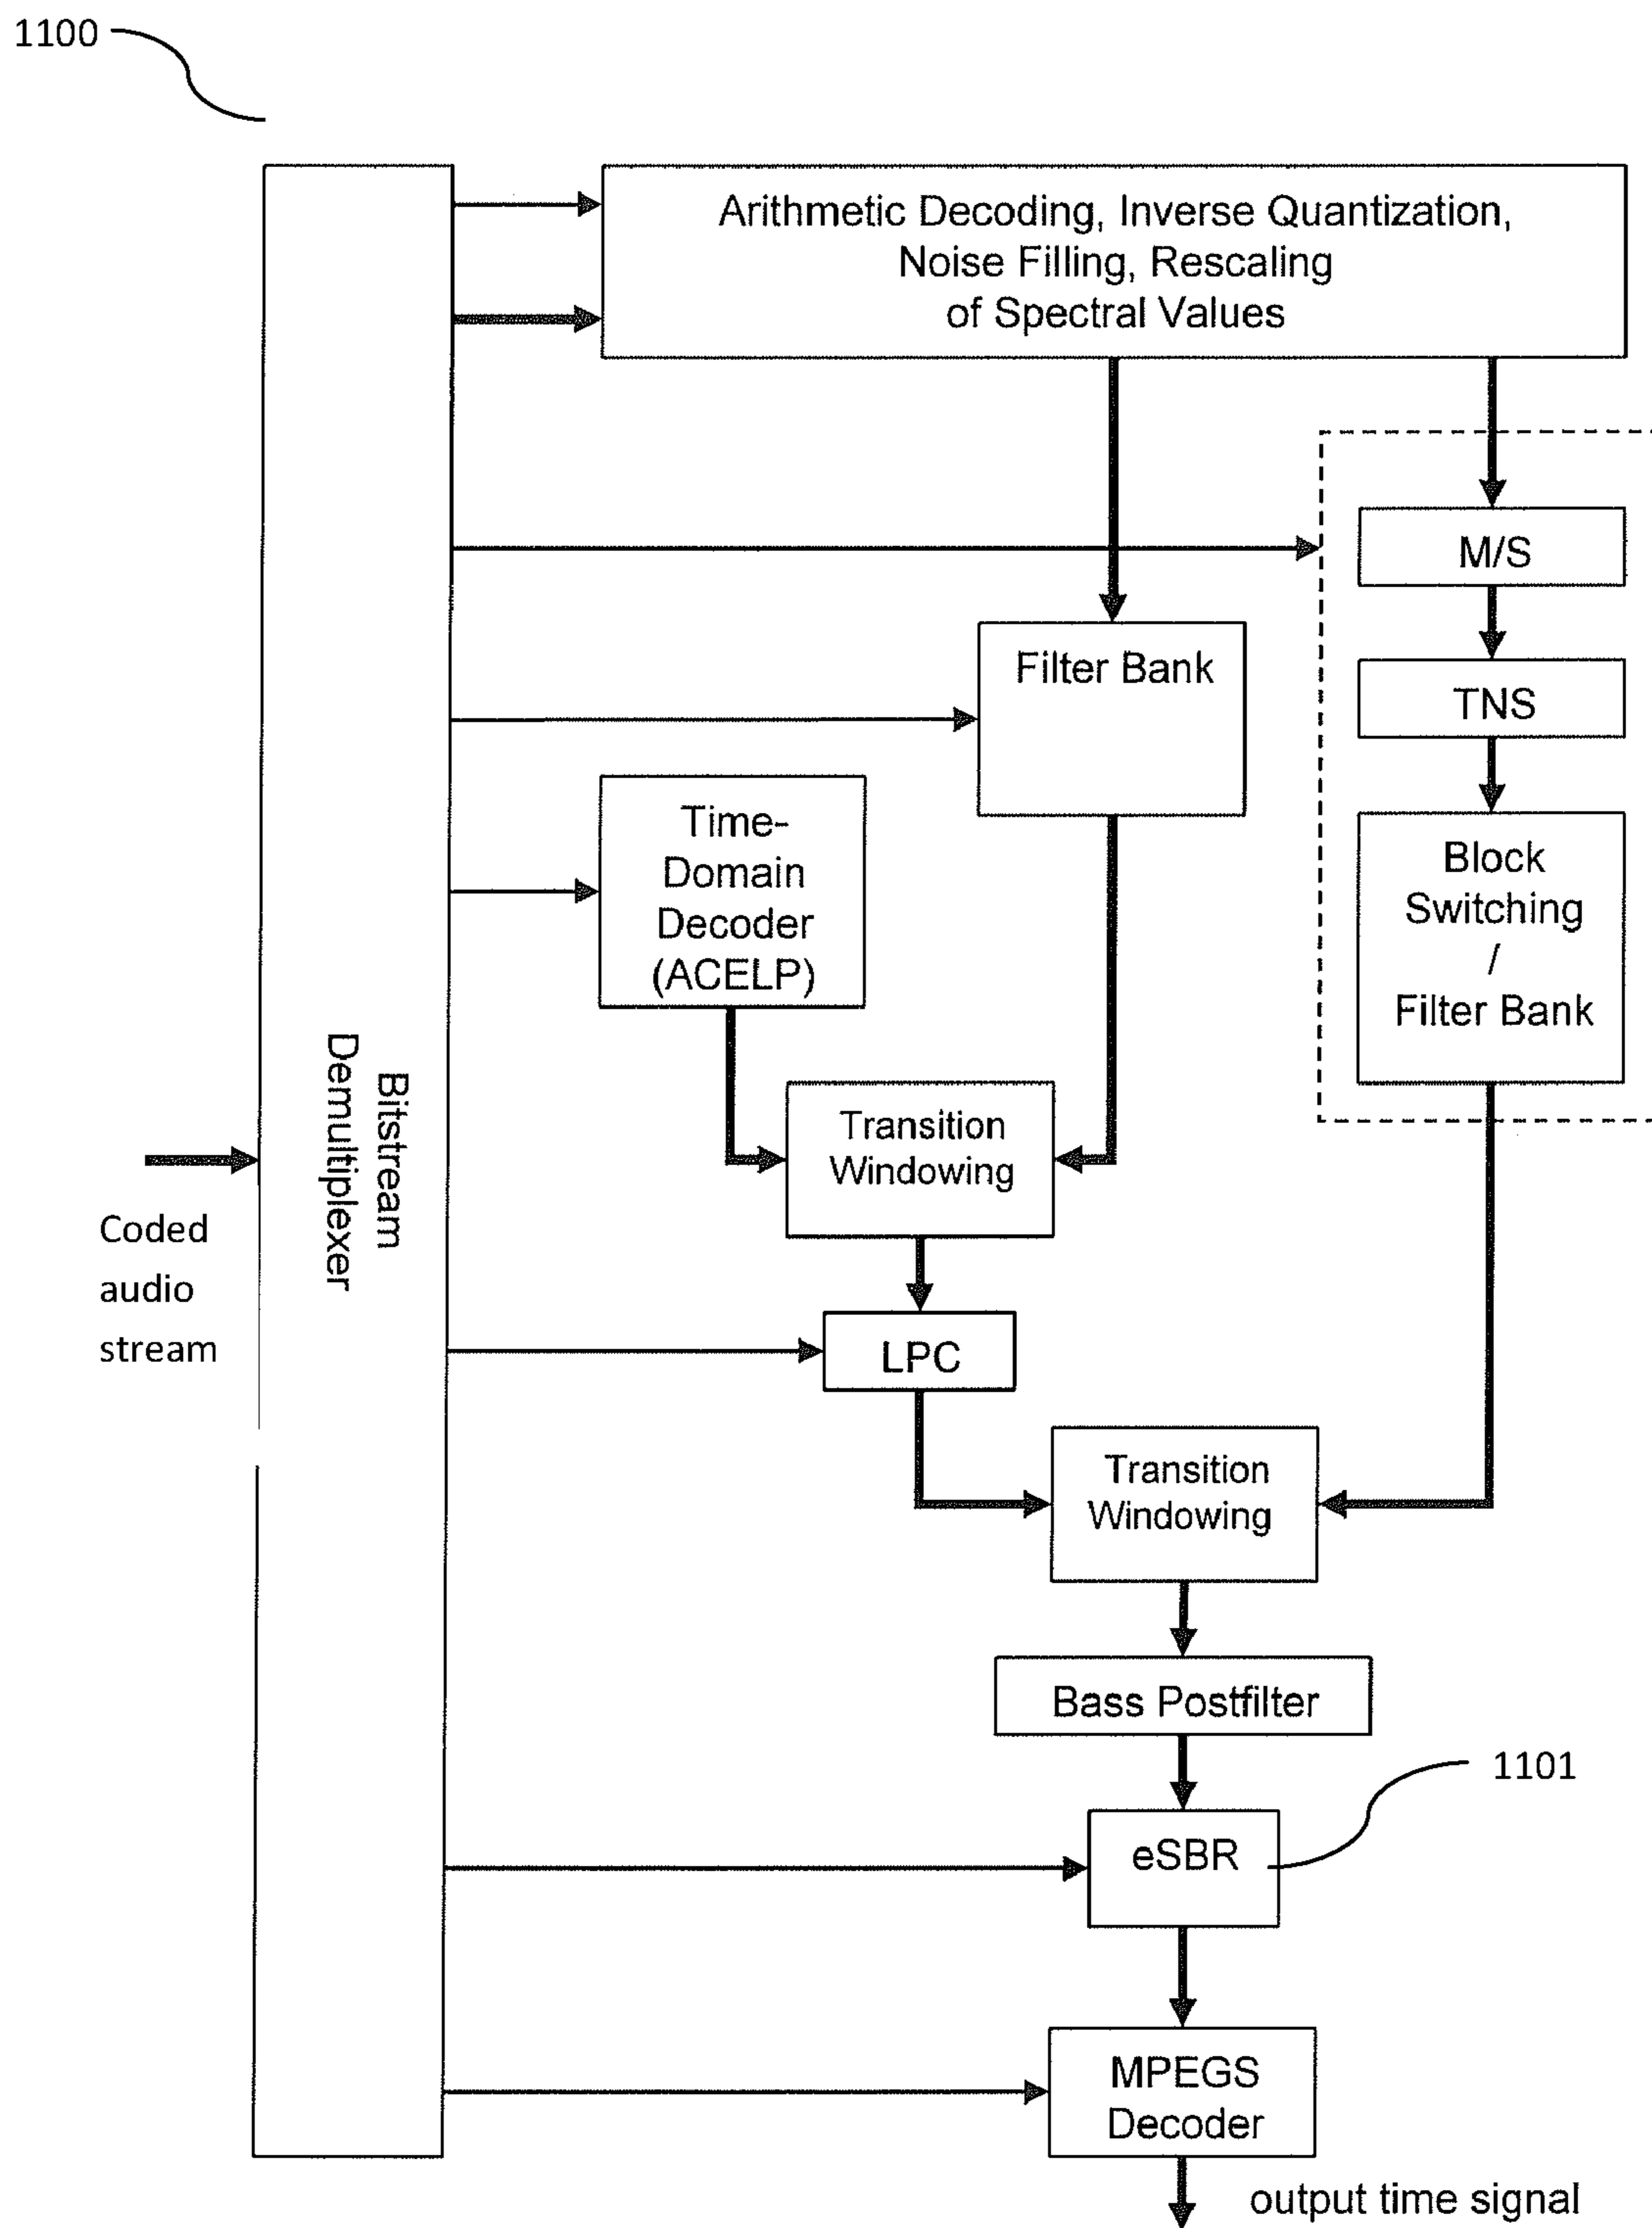 1100
Arithmetic Decoding, Inverse Quantization,
Noise Filling, Rescaling
of Spectral Values
M/S
Filter Bank
TNS
Time-
Domain
Decoder
(ACELP)
Block
Switching
/
Filter Bank
Bitstream
Demultiplexer
Transition
Windowing
Coded
audio
stream
LPC
Transition
Windowing
Bass Postfilter
1101
eSBR
MPEGS
Decoder
output time signal